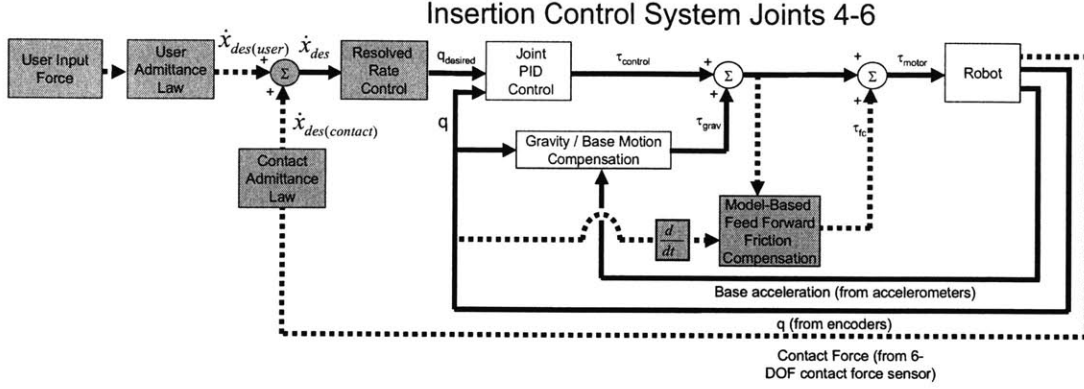 Insertion Control System Joints 4-6
User Input
Force
User
Admittance
Law
ẋdes(user)
ẋdes
+
Σ
+
Resolved
Rate
Control
qdesired
q
Joint
PID
Control
τcontrol
+
Σ
+
τgrav
+
Σ
+
τmotor
Robot
τfc
ẋdes(contact)
Contact
Admittance
Law
Gravity / Base Motion
Compensation
d
dt
Model-Based
Feed Forward
Friction
Compensation
Base acceleration (from accelerometers)
q (from encoders)
Contact Force (from 6-
DOF contact force
sensor)